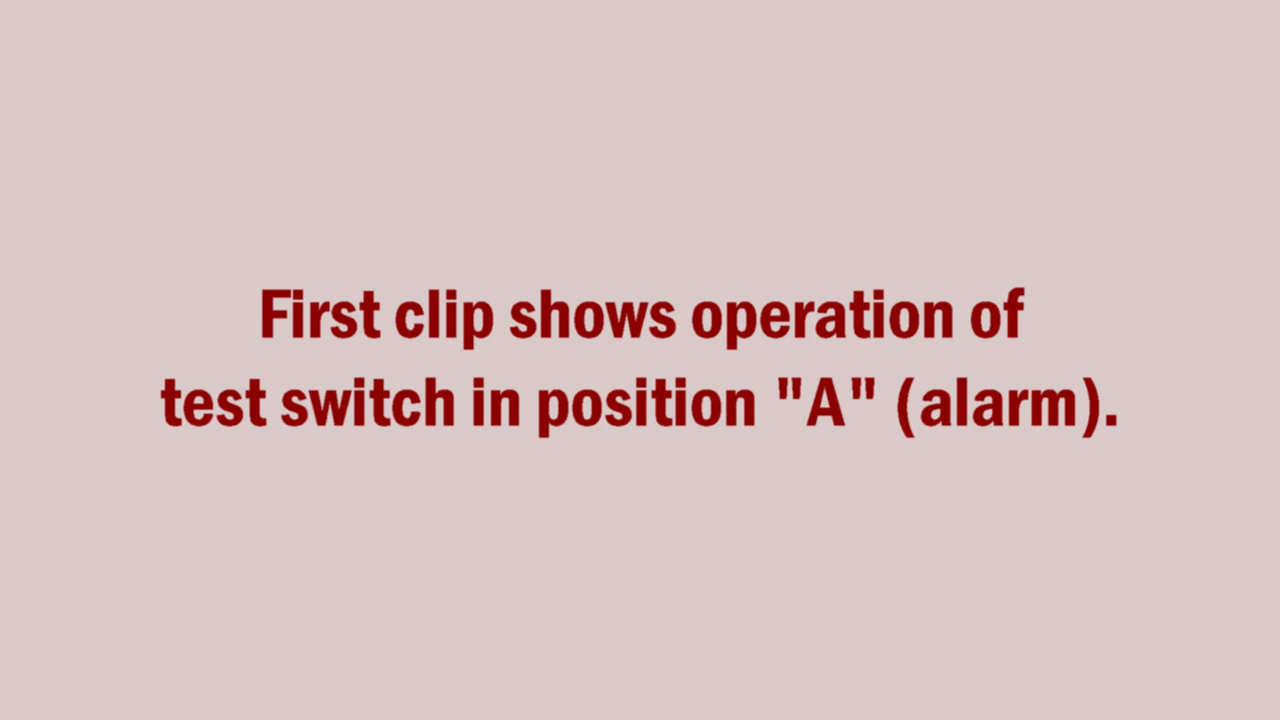 First clip shows operation of
test switch in position "A" (alarm).